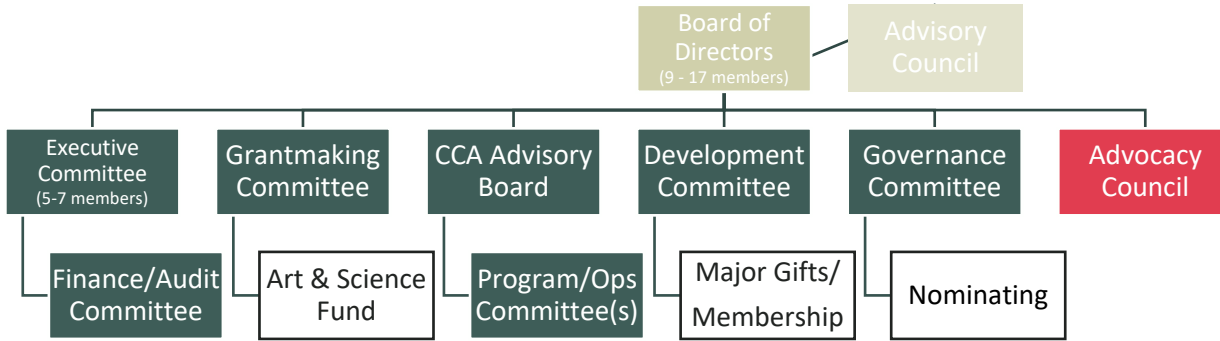 Board of
Directors
(9 - 17 members)
Advisory
Council
Executive
Committee
(5-7 members)
Grantmaking
Committee
CCA Advisory
Board
Development
Committee
Governance
Committee
Advocacy
Council
Finance/Audit
Committee
Art & Science
Fund
Program/Ops
Committee(s)
Major Gifts/
Membership
Nominating